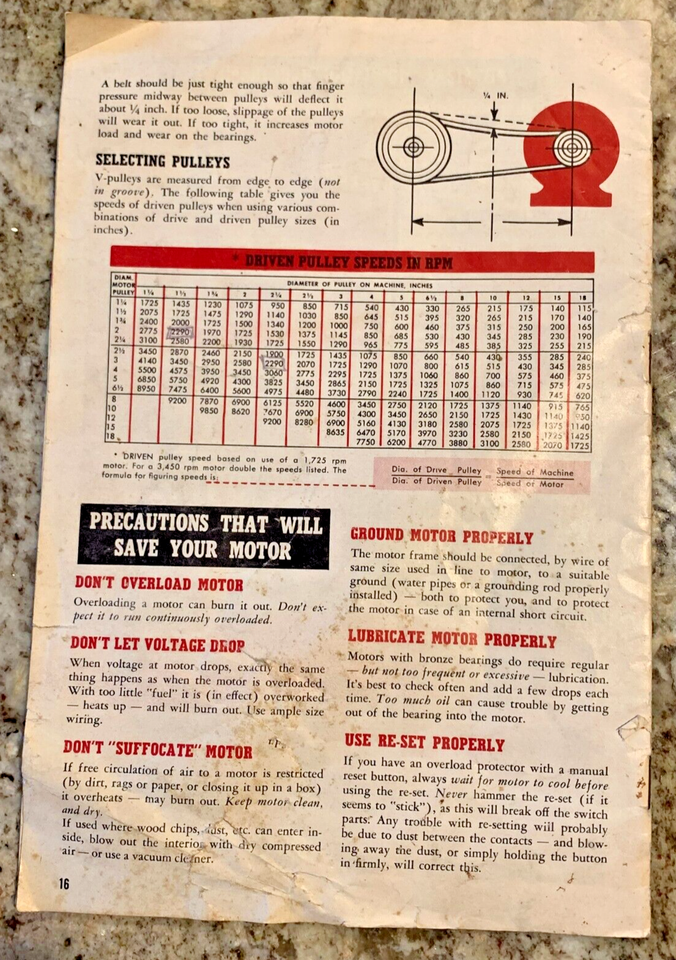 A belt should be just tight enough so that finger
pressure midway between pulleys will deflect it
about ¼ inch. If too loose, slippage of the pulleys
will wear it out. If too tight, it increases motor
load and wear on the bearings.
¼ IN.
SELECTING PULLEYS
V-pulleys are measured from edge to edge (not
in groove). The following table gives you the
speeds of driven pulleys when using various com-
binations of drive and driven pulley sizes (in
inches).
* DRIVEN PULLEY SPEEDS IN RPM
DIAM. MOTOR PULLEY
DIAMETER OF PULLEY ON MACHINE, INCHES
1¼ 1½ 1¾ 2 2¼ 2½ 3 4 5 6½ 8 10 12 15 18
1¼ 1725 1435 1230 1075 950 850 715 540 430 330 265 215 175 140 115
1½ 2075 1725 1475 1290 1140 1030 850 645 515 395 320 265 215 170 140
1¾ 2400 2000 1725 1500 1340 1200 1000 750 600 460 375 315 250 200 165
2 2775 2290 1970 1725 1530 1375 1145 850 685 530 430 345 285 230 190
2¼ 3100 2580 2200 1930 1725 1550 1290 965 775 595 485 385 325 255 215
2½ 3450 2870 2460 2150 1900 1725 1435 1075 850 660 540 430 355 285 240
3 4140 3450 2950 2580 2290 2070 1725 1290 1070 800 615 515 430 345 285
4 5500 4575 3950 3450 3060 2775 2295 1725 1375 1060 860 700 575 460 375
5 6850 5750 4920 4300 3825 3450 2865 2150 1725 1325 1075 860 715 575 475
6½ 8950 7475 6400 5600 4975 4480 3730 2790 2240 1725 1400 1120 930 745 620
8 9200 7870 6900 6125 5520 4600 3450 2750 2120 1725 1375 1140 915 765
10 9850 8620 7670 6900 5750 4300 3450 2650 2150 1725 1430 1140 950
12 9200 8280 6900 5160 4130 3180 2580 2075 1725 1375 1140
15 8635 6470 5170 3970 3230 2580 2150 1725 1425
18 7750 6200 4770 3880 3100 2580 2070 1725
* DRIVEN pulley speed based on use of a 1,725 rpm
motor. For a 3,450 rpm motor double the speeds listed. The
formula for figuring speeds is:
Dia. of Drive Pulley = Speed of Machine
Dia. of Driven Pulley Speed of Motor
PRECAUTIONS THAT WILL
SAVE YOUR MOTOR
DON'T OVERLOAD MOTOR
Overloading a motor can burn it out. Don't ex-
pect it to run continuously overloaded.
DON'T LET VOLTAGE DROP
When voltage at motor drops, exactly the same
thing happens as when the motor is overloaded.
With too little "fuel" it is (in effect) overworked
— heats up — and will burn out. Use ample size
wiring.
DON'T "SUFFOCATE" MOTOR
If free circulation of air to a motor is restricted
(by dirt, rags or paper, or closing it up in a box)
it overheats — may burn out. Keep motor clean,
and dry.
If used where wood chips, dust, etc. can enter in-
side, blow out the interior with dry compressed
air — or use a vacuum cleaner.
16
GROUND MOTOR PROPERLY
The motor frame should be connected, by wire of
same size used in line to motor, to a suitable
ground (water pipes or a grounding rod properly
installed) — both to protect you, and to protect
the motor in case of an internal short circuit.
LUBRICATE MOTOR PROPERLY
Motors with bronze bearings do require regular
— but not too frequent or excessive — lubrication.
It's best to check often and add a few drops each
time. Too much oil can cause trouble by getting
out of the bearing into the motor.
USE RE-SET PROPERLY
If you have an overload protector with a manual
reset button, always wait for motor to cool before
using the re-set. Never hammer the re-set (if it
seems to "stick"), as this will break off the switch
parts. Any trouble with re-setting will probably
be due to dust between the contacts — and blow-
ing away the dust, or simply holding the button
in firmly, will correct this.